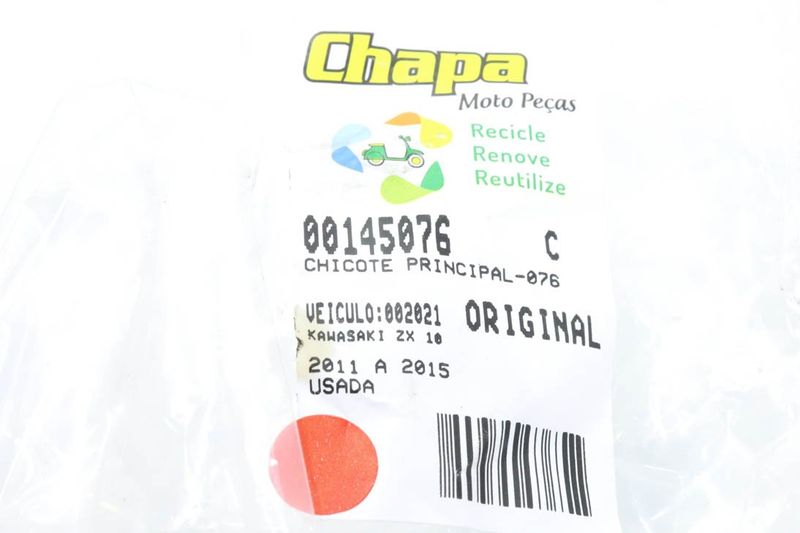 Chapa
Moto Peças
Recicle
Renove
Reutilize
00145076 C
CHICOTE PRINCIPAL-076
VEICULO:002021 ORIGINAL
KAWASAKI ZX 10
2011 A 2015
USADA